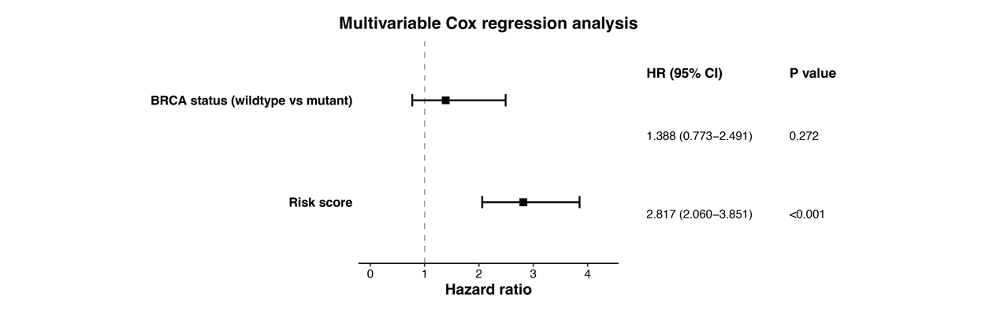 Multivariable Cox regression analysis
HR (95% CI) P value
BRCA status (wildtype vs mutant)
1.388 (0.773–2.491) 0.272
Risk score
2.817 (2.060–3.851) <0.001
0 1 2 3 4
Hazard ratio